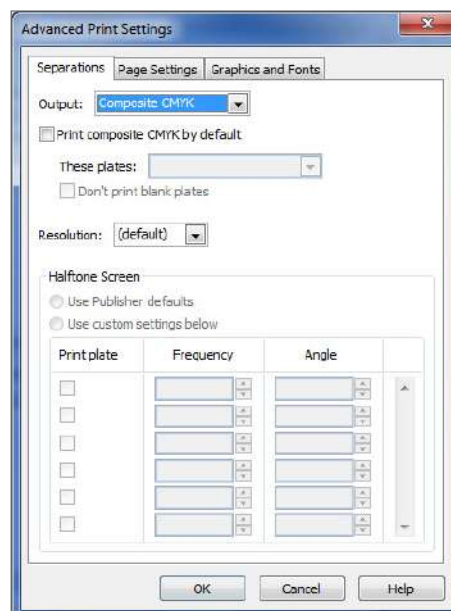 Advanced Print Settings
Separations Page Settings Graphics and Fonts
Output: Composite CMYK
Print composite CMYK by default
These plates:
Don't print blank plates
Resolution: (default)
Halftone Screen
Use Publisher defaults
Use custom settings below
Print plate Frequency Angle
OK Cancel Help